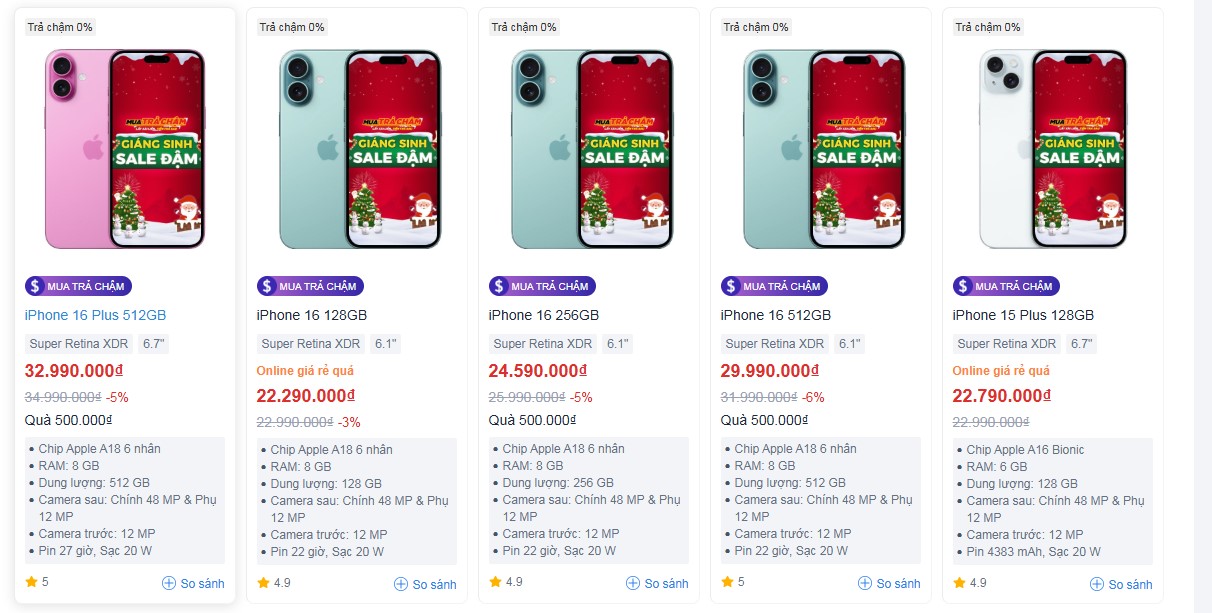 Trả chậm 0%
MUA TRẢ CHẬM
GIÁNG SINH
SALE ĐẬM
$ MUA TRẢ CHẬM
iPhone 16 Plus 512GB
Super Retina XDR 6.7"
32.990.000₫
34.990.000₫ -5%
Quà 500.000₫
• Chip Apple A18 6 nhân
• RAM: 8 GB
• Dung lượng: 512 GB
• Camera sau: Chính 48 MP & Phụ
12 MP
• Camera trước: 12 MP
• Pin 27 giờ, Sạc 20 W
5
So sánh
Trả chậm 0%
MUA TRẢ CHẬM
GIÁNG SINH
SALE ĐẬM
$ MUA TRẢ CHẬM
iPhone 16 128GB
Super Retina XDR 6.1"
Online giá rẻ quá
22.290.000₫
22.990.000₫ -3%
• Chip Apple A18 6 nhân
• RAM: 8 GB
• Dung lượng: 128 GB
• Camera sau: Chính 48 MP & Phụ
12 MP
• Camera trước: 12 MP
• Pin 22 giờ, Sạc 20 W
4.9
So sánh
Trả chậm 0%
MUA TRẢ CHẬM
GIÁNG SINH
SALE ĐẬM
$ MUA TRẢ CHẬM
iPhone 16 256GB
Super Retina XDR 6.1"
24.590.000₫
25.990.000₫ -5%
Quà 500.000₫
• Chip Apple A18 6 nhân
• RAM: 8 GB
• Dung lượng: 256 GB
• Camera sau: Chính 48 MP & Phụ
12 MP
• Camera trước: 12 MP
• Pin 22 giờ, Sạc 20 W
4.9
So sánh
Trả chậm 0%
MUA TRẢ CHẬM
GIÁNG SINH
SALE ĐẬM
$ MUA TRẢ CHẬM
iPhone 16 512GB
Super Retina XDR 6.1"
29.990.000₫
31.990.000₫ -6%
Quà 500.000₫
• Chip Apple A18 6 nhân
• RAM: 8 GB
• Dung lượng: 512 GB
• Camera sau: Chính 48 MP & Phụ
12 MP
• Camera trước: 12 MP
• Pin 22 giờ, Sạc 20 W
5
So sánh
Trả chậm 0%
MUA TRẢ CHẬM
GIÁNG SINH
SALE ĐẬM
$ MUA TRẢ CHẬM
iPhone 15 Plus 128GB
Super Retina XDR 6.7"
Online giá rẻ quá
22.790.000₫
22.990.000₫
• Chip Apple A16 Bionic
• RAM: 6 GB
• Dung lượng: 128 GB
• Camera sau: Chính 48 MP & Phụ
12 MP
• Camera trước: 12 MP
• Pin 4383 mAh, Sạc 20 W
4.9
So sánh